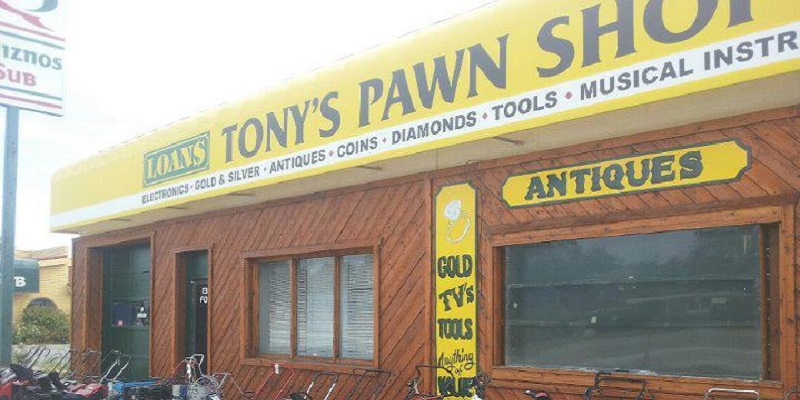 IZNOS
SUB
LOANS TONY'S PAWN SHOP
ELECTRONICS • GOLD & SILVER • ANTIQUES • COINS • DIAMONDS • TOOLS • MUSICAL INSTR
ANTIQUES
GOLD
TV'S
TOOLS
Anything
of
VALUE
B